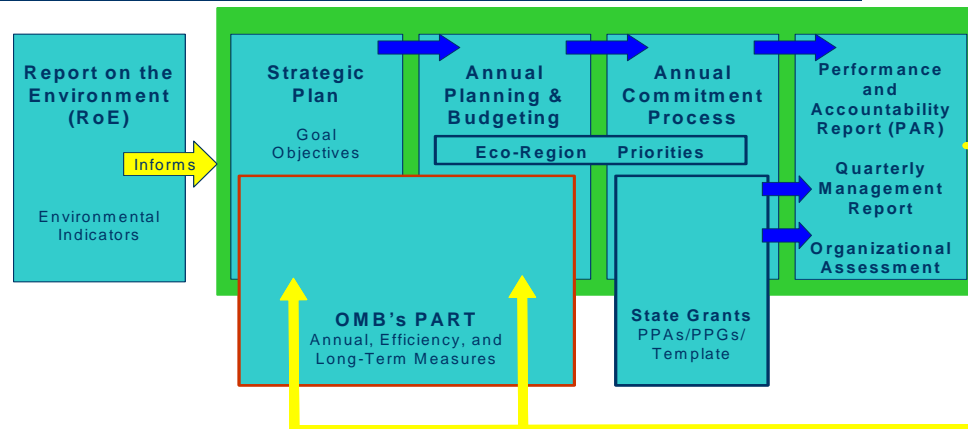 Report on the
Environment
(RoE)
Informs
Environmental
Indicators
Strategic
Plan
Goal
Objectives
Annual
Planning &
Budgeting
Annual
Commitment
Process
Eco-Region Priorities
Performance
and
Accountability
Report (PAR)
Quarterly
Management
Report
Organizational
Assessment
OMB's PART
Annual, Efficiency, and
Long-Term Measures
State Grants
PPAs/PPGs/
Template